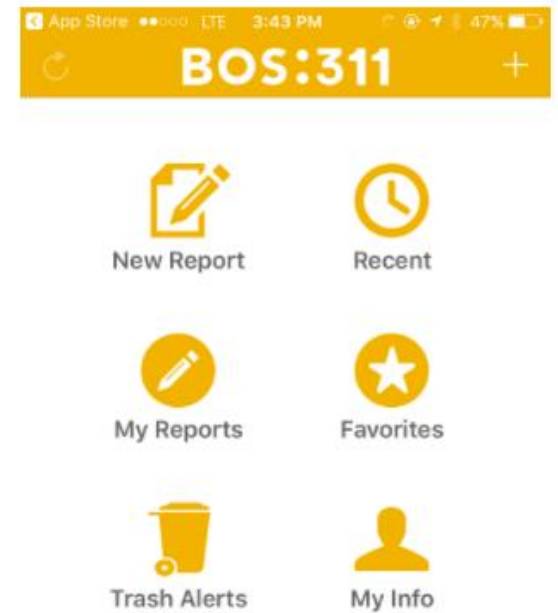 App Store LTE 3:43 PM 47%
BOS:311
New Report Recent
My Reports Favorites
Trash Alerts My Info